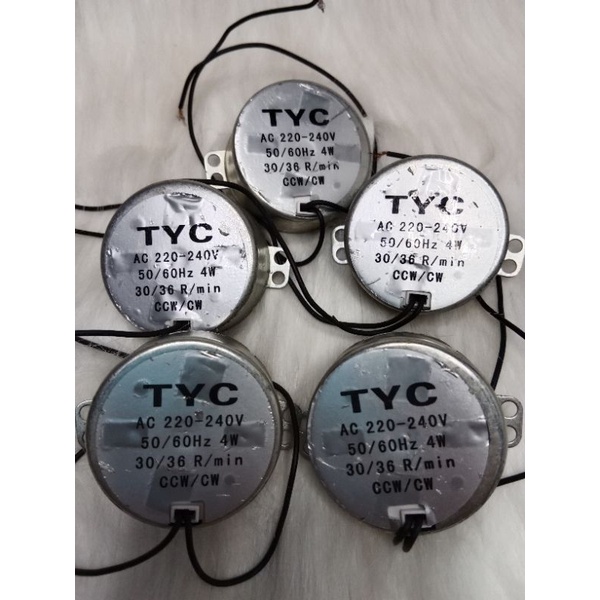 TYC
AC 220-240V
50/60Hz 4W
30/36 R/min
CCW/CW
TYC
AC 220-240V
50/60Hz 4W
30/36 R/min
CCW/CW
TYC
AC 220-240V
50/60Hz 4W
30/36 R/min
CCW/CW
TYC
AC 220-240V
50/60Hz 4W
30/36 R/min
CCW/CW
TYC
AC 220-240V
50/60Hz 4W
30/36 R/min
CCW/CW